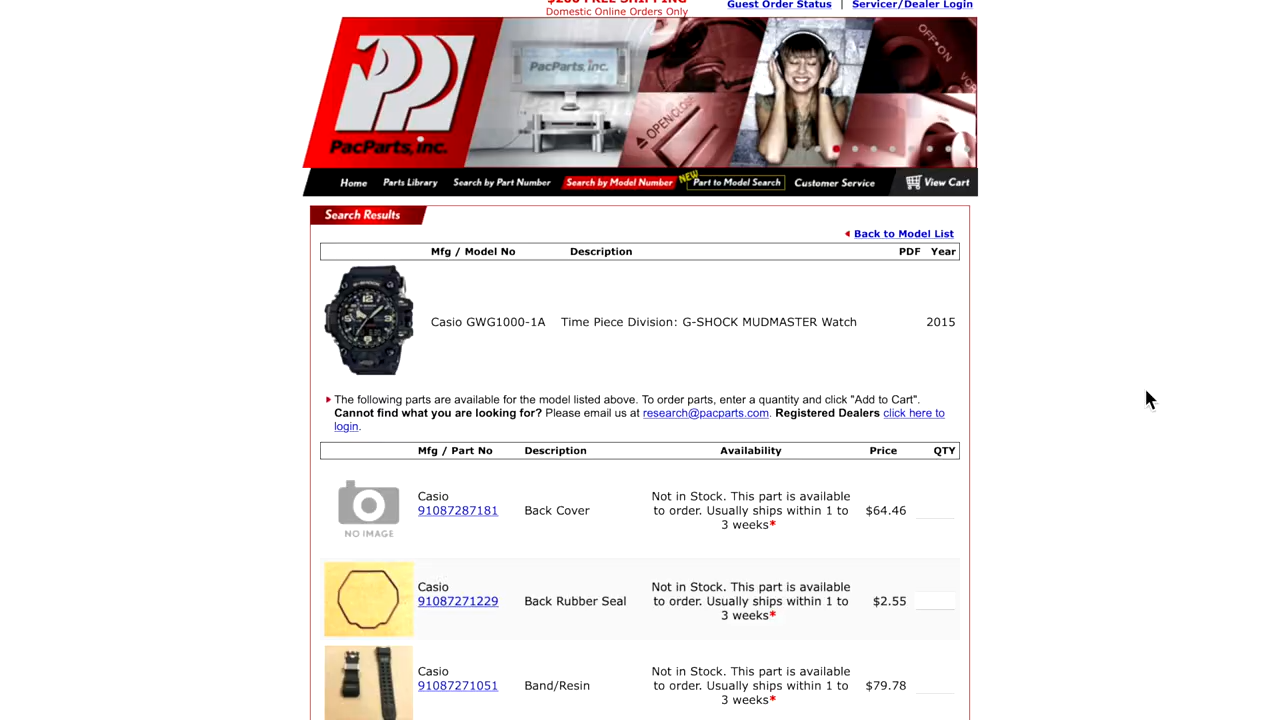 $200 FREE SHIPPING
Domestic Online Orders Only
Guest Order Status | Servicer/Dealer Login
PacParts, inc.
PacParts, inc.
OPEN/CLOSE
OFF•ON
Home Parts Library Search by Part Number Search by Model Number NEW Part to Model Search Customer Service View Cart
Search Results
Back to Model List
Mfg / Model No Description PDF Year
Casio GWG1000-1A Time Piece Division: G-SHOCK MUDMASTER Watch 2015
The following parts are available for the model listed above. To order parts, enter a quantity and click "Add to Cart".
Cannot find what you are looking for? Please email us at research@pacparts.com. Registered Dealers click here to
login.
Mfg / Part No Description Availability Price QTY
NO IMAGE
Casio
91087287181 Back Cover
Not in Stock. This part is available
to order. Usually ships within 1 to
3 weeks*
$64.46
Casio
91087271229 Back Rubber Seal
Not in Stock. This part is available
to order. Usually ships within 1 to
3 weeks*
$2.55
Casio
91087271051 Band/Resin
Not in Stock. This part is available
to order. Usually ships within 1 to
3 weeks*
$79.78